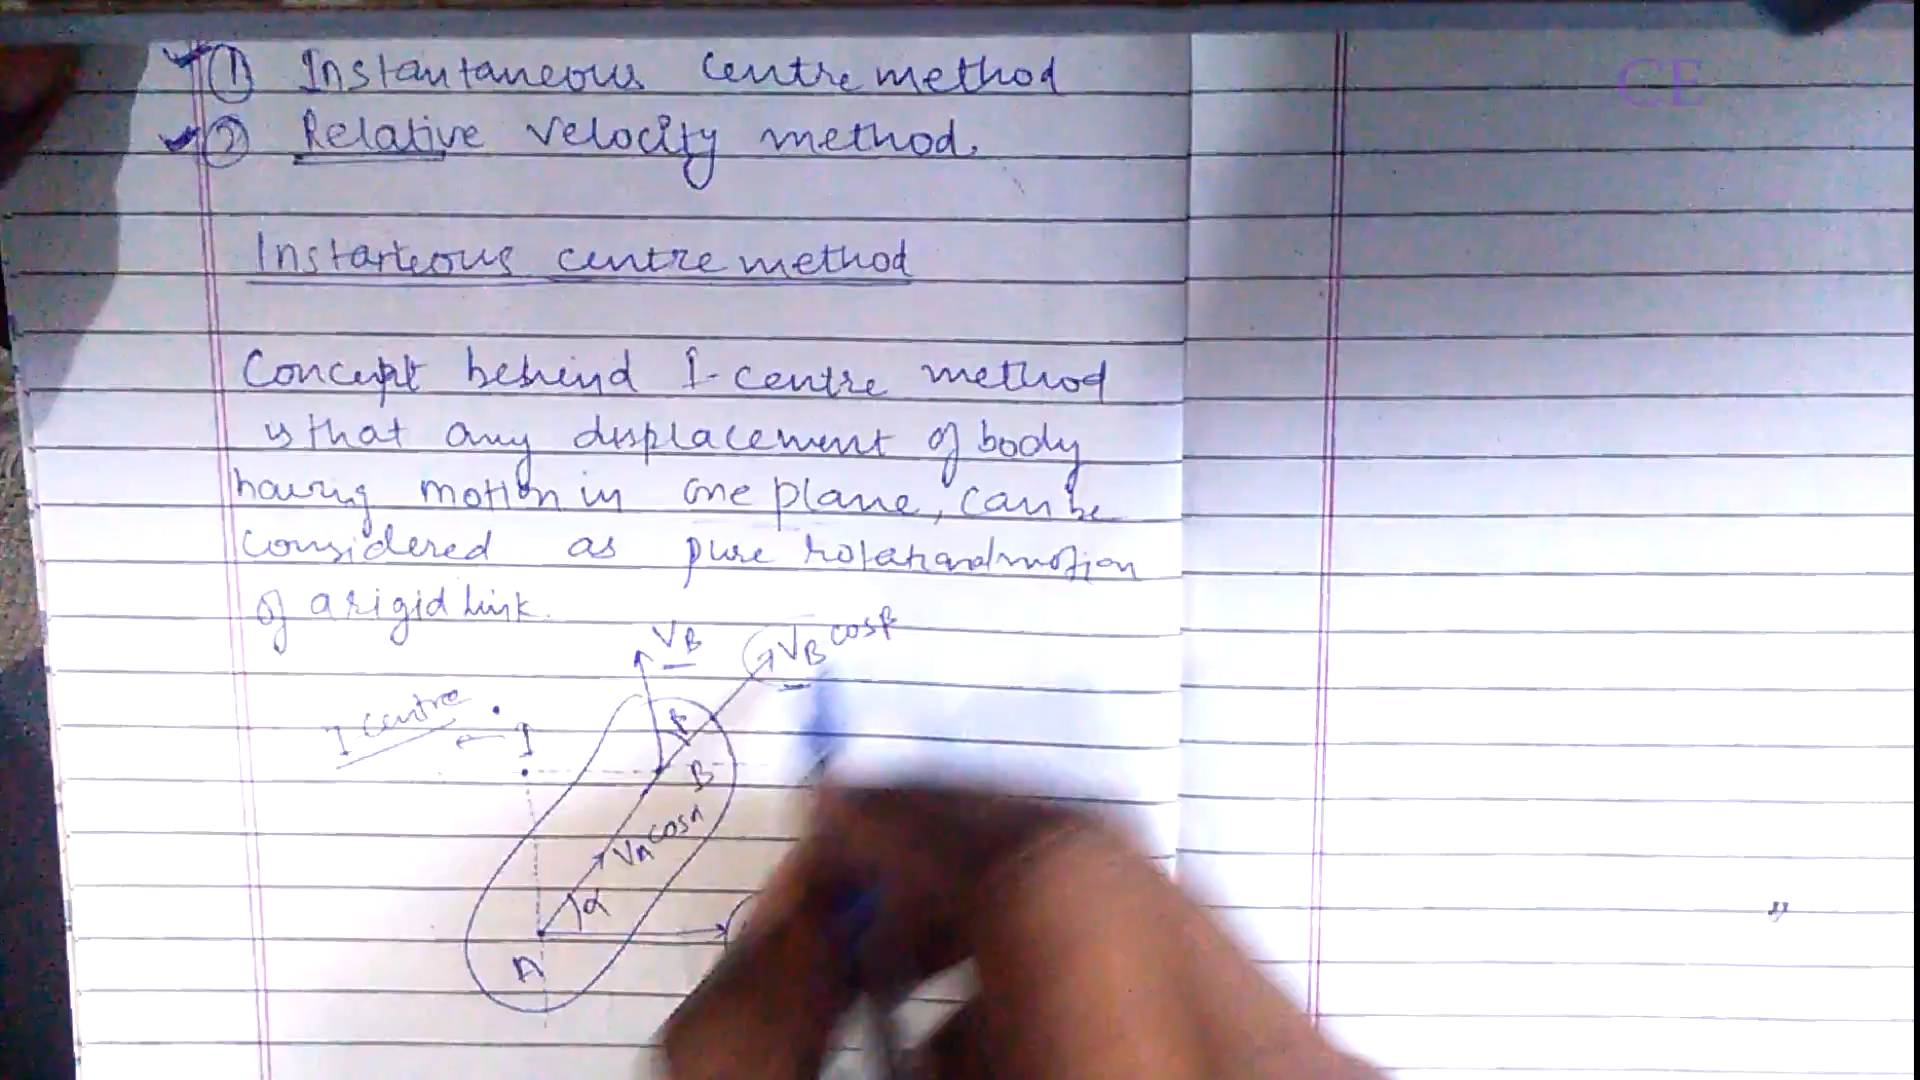 ① Instantaneous centre method
CE
② Relative velocity method.
Instarteous centre method
Concept behind I-centre method
is that any displacement of body
having motion in one plane, can be
considered as pure rotational motion
of a rigid link.
VB
VB cosβ
I centre
I
β
B
VA cosα
α
A